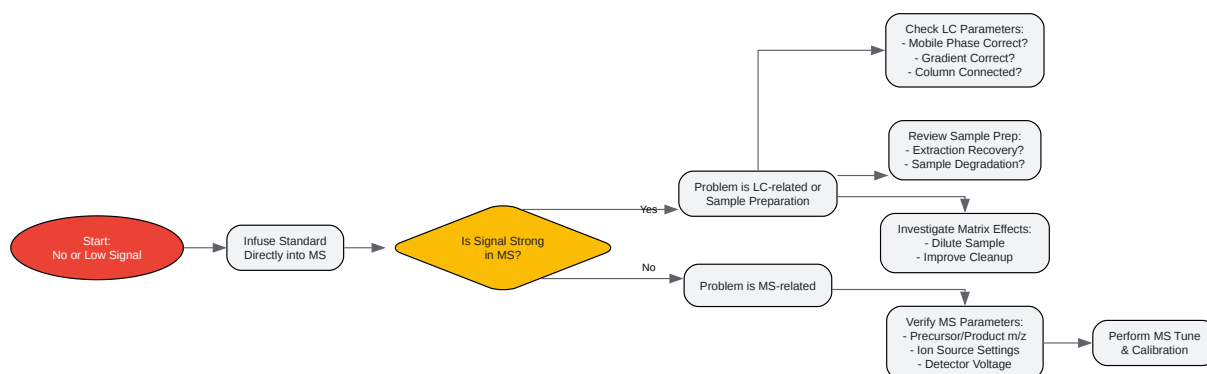 Start:
No or Low Signal
Infuse Standard
Directly into MS
Is Signal Strong
in MS?
Yes
No
Problem is LC-related or
Sample Preparation
Check LC Parameters:
- Mobile Phase Correct?
- Gradient Correct?
- Column Connected?
Review Sample Prep:
- Extraction Recovery?
- Sample Degradation?
Investigate Matrix Effects:
- Dilute Sample
- Improve Cleanup
Problem is MS-related
Verify MS Parameters:
- Precursor/Product m/z
- Ion Source Settings
- Detector Voltage
Perform MS Tune
& Calibration